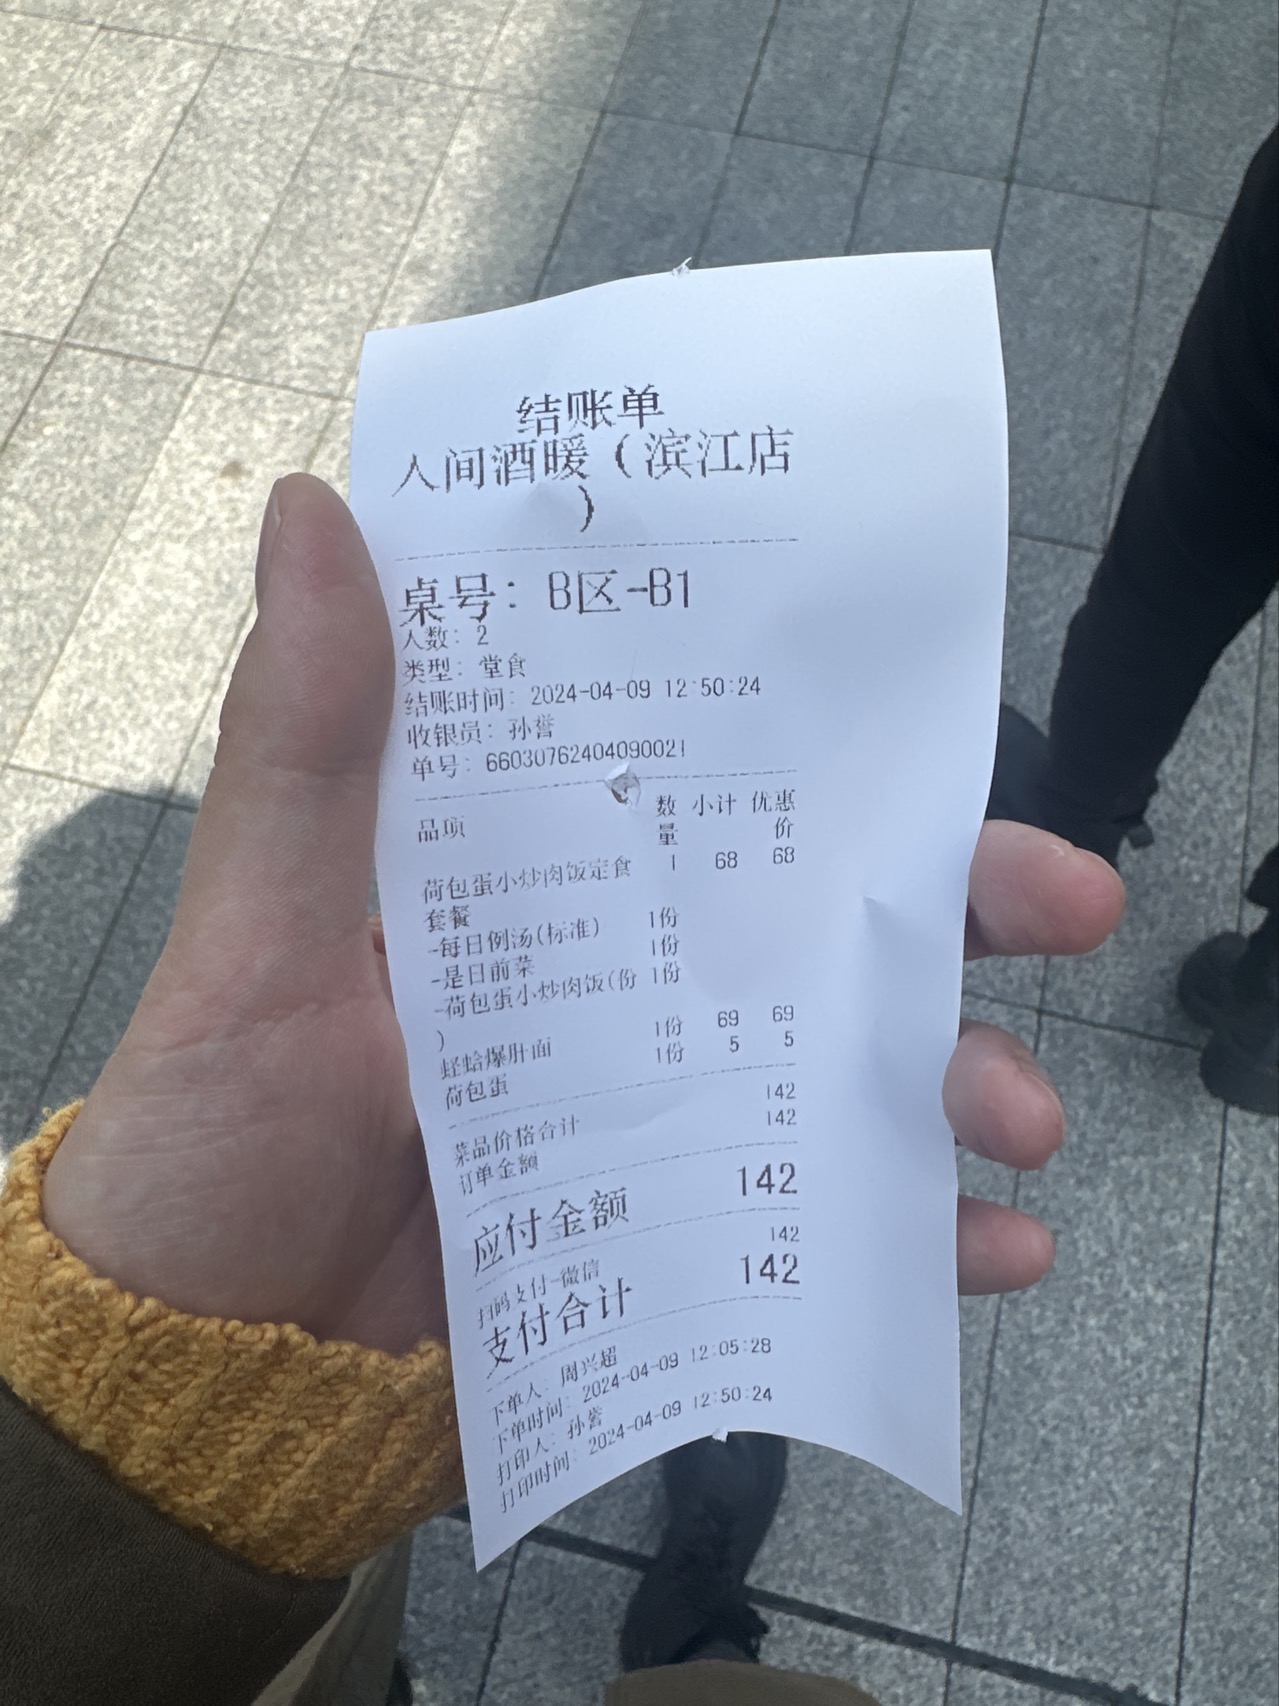 结账单
人间酒暖（滨江店
）
桌号：B区-B1
人数：2
类型：堂食
结账时间：2024-04-09 12:50:24
收银员：孙誉
单号：66030762404090021
品项 数量 小计 优惠价
荷包蛋小炒肉饭定食 1 68 68
套餐
-每日例汤(标准) 1份
-是日前菜 1份
-荷包蛋小炒肉饭(份 1份
)
蛏蛤爆肝面 1份 69 69
荷包蛋 1份 5 5
菜品价格合计 142
订单金额 142
应付金额 142
扫码支付-微信 142
支付合计 142
下单人：周兴超
下单时间：2024-04-09 12:05:28
打印人：孙誉
打印时间：2024-04-09 12:50:24